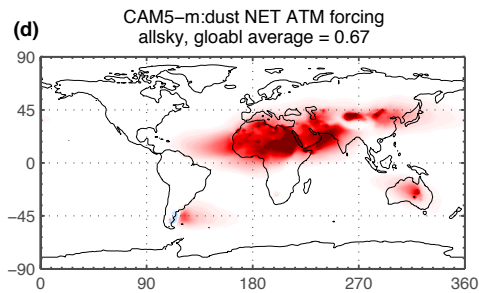 (d)
CAM5-m:dust NET ATM forcing
allsky, gloabl average = 0.67
90
45
0
-45
-90
0 90 180 270 360